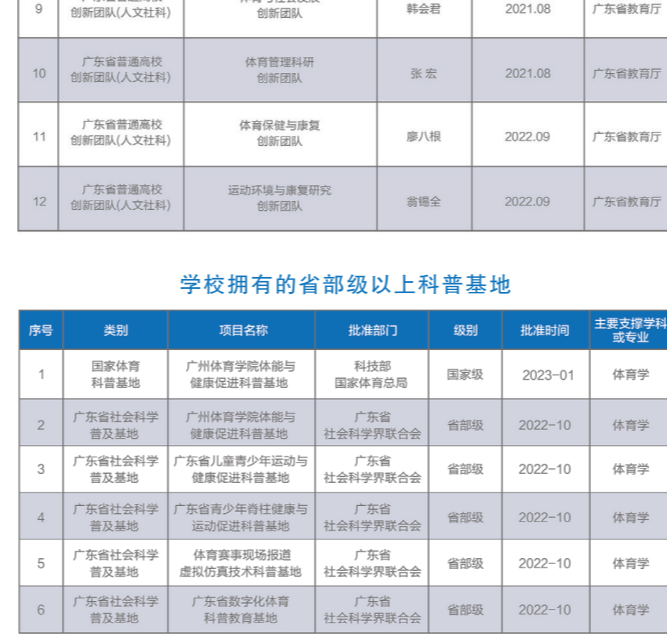 9
创新团队(人文社科)
创新团队
韩会君
2021.08
广东省教育厅
10
广东省普通高校
创新团队(人文社科)
体育管理科研
创新团队
张 宏
2021.08
广东省教育厅
11
广东省普通高校
创新团队(人文社科)
体育保健与康复
创新团队
廖八根
2022.09
广东省教育厅
12
广东省普通高校
创新团队(人文社科)
运动环境与康复研究
创新团队
翁锡全
2022.09
广东省教育厅
学校拥有的省部级以上科普基地
序号
类别
项目名称
批准部门
级别
批准时间
主要支撑学科
或专业
1
国家体育
科普基地
广州体育学院体能与
健康促进科普基地
科技部
国家体育总局
国家级
2023-01
体育学
2
广东省社会科学
普及基地
广州体育学院体能与
健康促进科普基地
广东省
社会科学界联合会
省部级
2022-10
体育学
3
广东省社会科学
普及基地
广东省儿童青少年运动与
健康促进科普基地
广东省
社会科学界联合会
省部级
2022-10
体育学
4
广东省社会科学
普及基地
广东省青少年脊柱健康与
运动促进科普基地
广东省
社会科学界联合会
省部级
2022-10
体育学
5
广东省社会科学
普及基地
体育赛事现场报道
虚拟仿真技术科普基地
广东省
社会科学界联合会
省部级
2022-10
体育学
6
广东省社会科学
普及基地
广东省数字化体育
科普教育基地
广东省
社会科学界联合会
省部级
2022-10
体育学